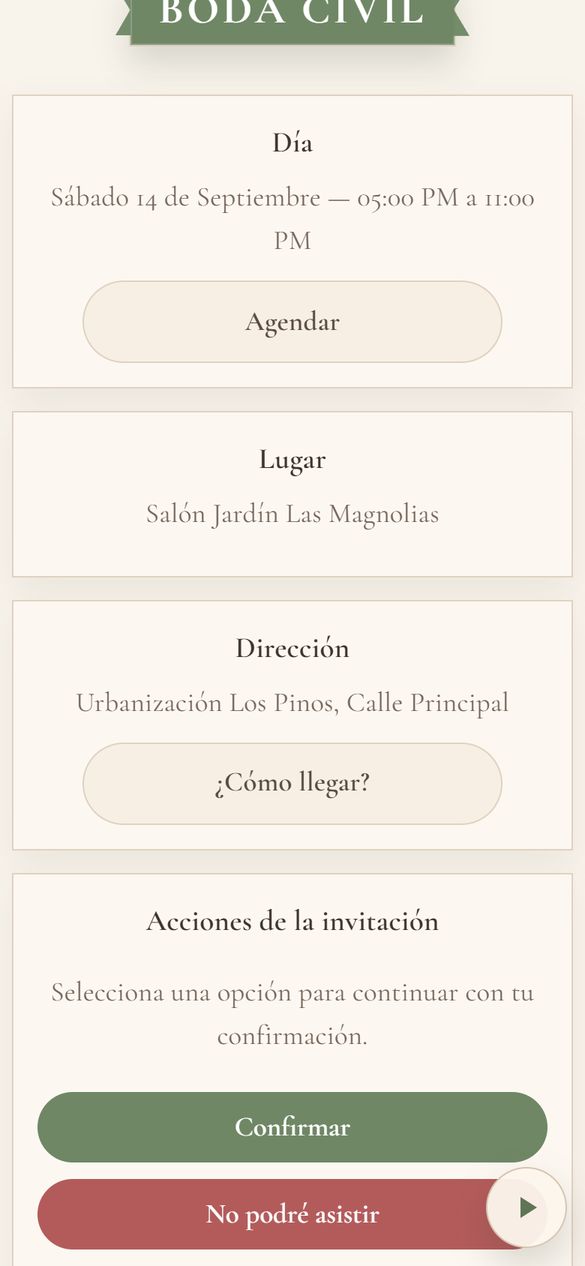 BODA CIVIL
Día
Sábado 14 de Septiembre — 05:00 PM a 11:00
PM
Agendar
Lugar
Salón Jardín Las Magnolias
Dirección
Urbanización Los Pinos, Calle Principal
¿Cómo llegar?
Acciones de la invitación
Selecciona una opción para continuar con tu
confirmación.
Confirmar
No podré asistir